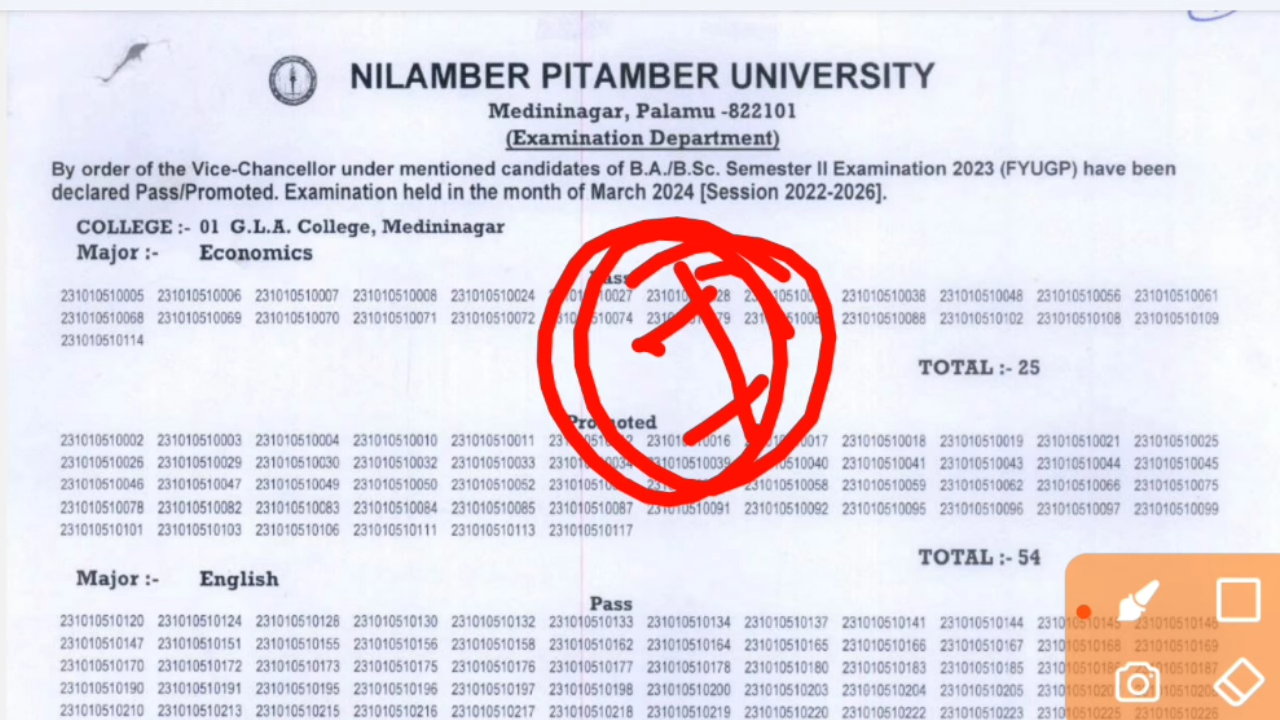 NILAMBER PITAMBER UNIVERSITY
Medininagar, Palamu -822101
(Examination Department)
By order of the Vice-Chancellor under mentioned candidates of B.A./B.Sc. Semester II Examination 2023 (FYUGP) have been
declared Pass/Promoted. Examination held in the month of March 2024 [Session 2022-2026].
COLLEGE :- 01 G.L.A. College, Medininagar
Major :- Economics
Pass
231010510005 231010510006 231010510007 231010510008 231010510024 231010510038 231010510048 231010510056 231010510061
231010510068 231010510069 231010510070 231010510071 231010510072 231010510088 231010510102 231010510108 231010510109
231010510114
TOTAL :- 25
Promoted
231010510002 231010510003 231010510004 231010510010 231010510011 231010510018 231010510019 231010510021 231010510025
231010510026 231010510029 231010510030 231010510032 231010510033 231010510039 231010510040 231010510041 231010510043 231010510044 231010510045
231010510046 231010510047 231010510049 231010510050 231010510052 231010510058 231010510059 231010510062 231010510066 231010510075
231010510078 231010510082 231010510083 231010510084 231010510085 231010510087 231010510091 231010510092 231010510095 231010510096 231010510097 231010510099
231010510101 231010510103 231010510106 231010510111 231010510113 231010510117
TOTAL :- 54
Major :- English
Pass
231010510120 231010510124 231010510126 231010510130 231010510132 231010510133 231010510134 231010510137 231010510141 231010510144 231010510145 231010510146
231010510147 231010510151 231010510155 231010510156 231010510158 231010510162 231010510164 231010510165 231010510166 231010510167 231010510168 231010510169
231010510170 231010510172 231010510173 231010510175 231010510176 231010510177 231010510178 231010510180 231010510183 231010510185 231010510187
231010510190 231010510191 231010510195 231010510196 231010510197 231010510198 231010510200 231010510203 231010510204 231010510205
231010510210 231010510213 231010510215 231010510216 231010510217 231010510218 231010510219 231010510220 231010510222 231010510223 231010510225 231010510226